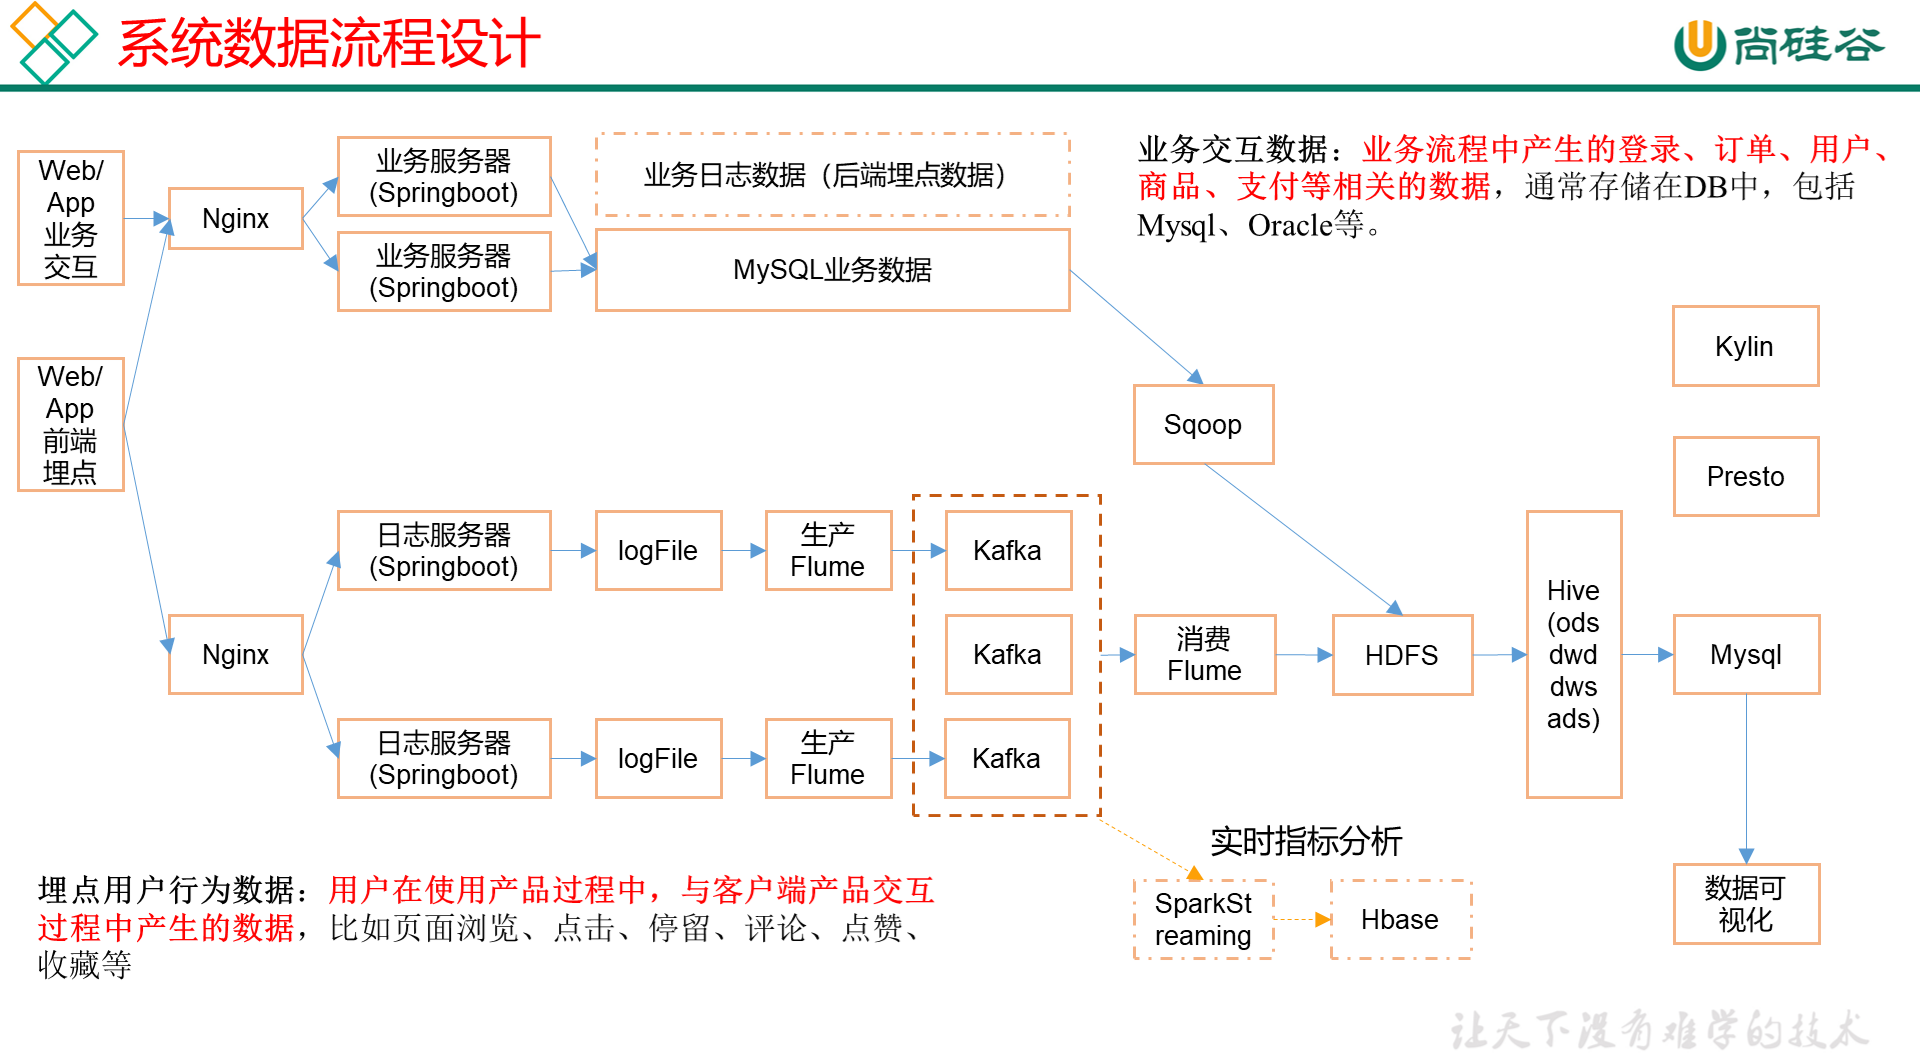 系统数据流程设计
尚硅谷
Web/
App
业务
交互
Nginx
业务服务器
(Springboot)
业务服务器
(Springboot)
业务日志数据（后端埋点数据）
MySQL业务数据
业务交互数据：业务流程中产生的登录、订单、用户、
商品、支付等相关的数据，通常存储在DB中，包括
Mysql、Oracle等。
Web/
App
前端
埋点
Sqoop
Kylin
Presto
Nginx
日志服务器
(Springboot)
logFile
生产
Flume
Kafka
Kafka
日志服务器
(Springboot)
logFile
生产
Flume
Kafka
消费
Flume
HDFS
Hive
(ods
dwd
dws
ads)
Mysql
数据可
视化
实时指标分析
SparkSt
reaming
Hbase
埋点用户行为数据：用户在使用产品过程中，与客户端产品交互
过程中产生的数据，比如页面浏览、点击、停留、评论、点赞、
收藏等
让天下没有难学的技术